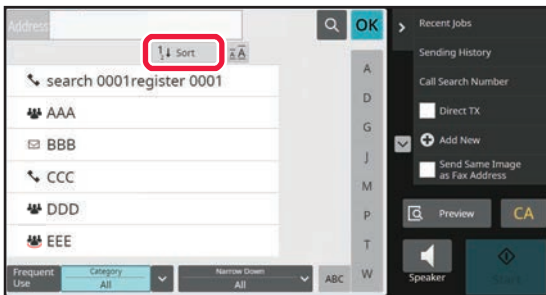 Address
Sort
A
search 0001register 0001
AAA
BBB
CCC
DDD
EEE
A
D
G
J
M
P
T
W
Frequent Use
Category
All
Narrow Down
All
ABC
OK
Recent Jobs
Sending History
Call Search Number
Direct TX
Add New
Send Same Image
as Fax Address
Preview
CA
Speaker
Start